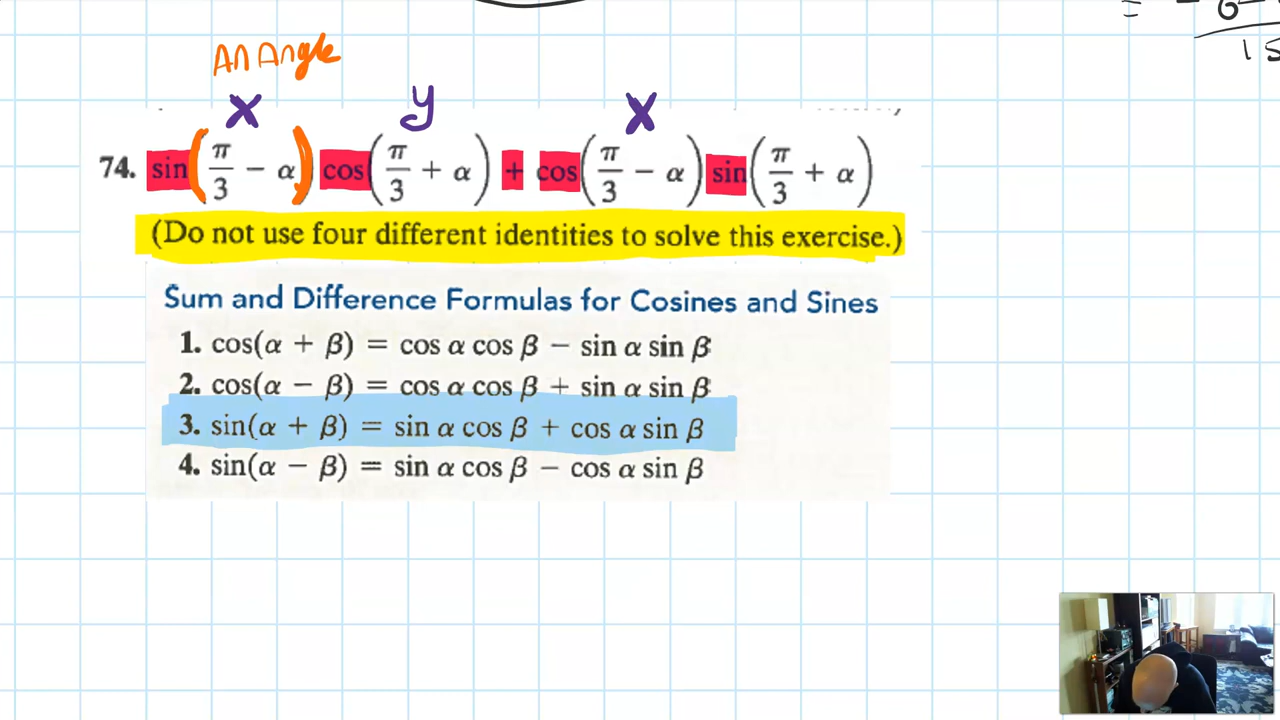 = - 6
15
An Angle
x y x
74. sin(π/3 − α) cos(π/3 + α) + cos(π/3 − α) sin(π/3 + α)
(Do not use four different identities to solve this exercise.)
Sum and Difference Formulas for Cosines and Sines
1. cos(α + β) = cos α cos β − sin α sin β
2. cos(α − β) = cos α cos β + sin α sin β
3. sin(α + β) = sin α cos β + cos α sin β
4. sin(α − β) = sin α cos β − cos α sin β